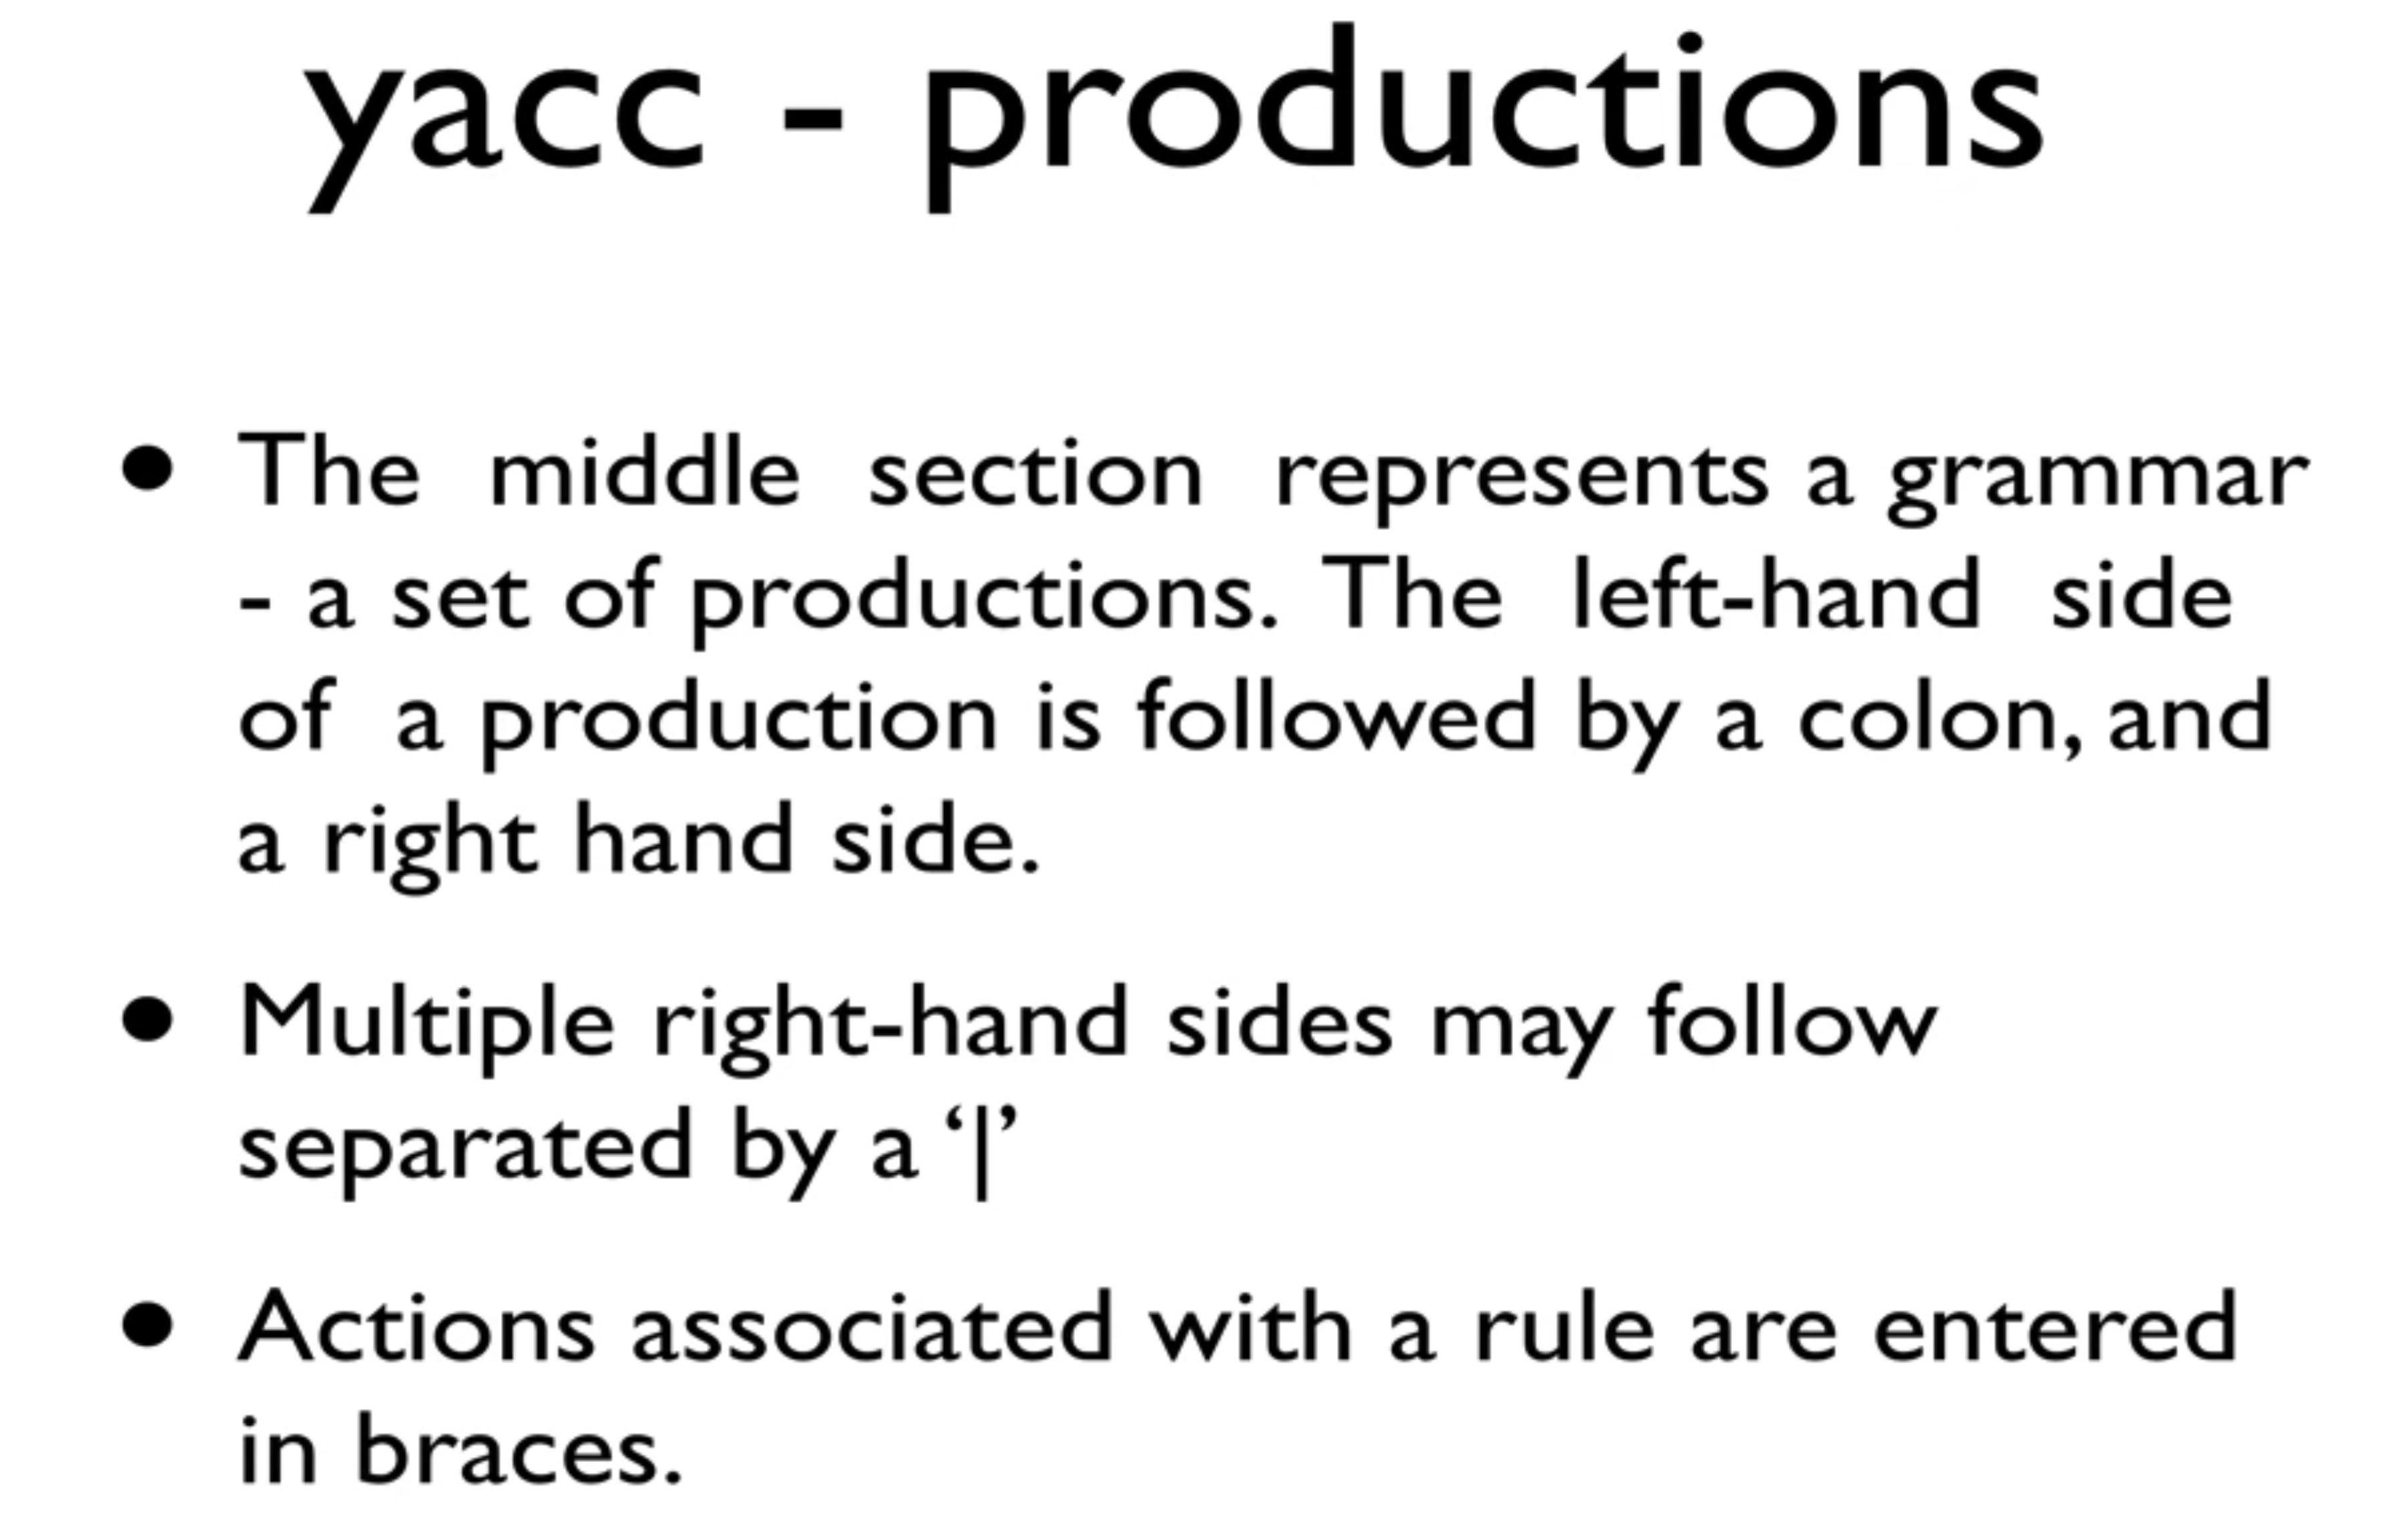 yacc - productions
• The middle section represents a grammar
- a set of productions. The left-hand side
of a production is followed by a colon, and
a right hand side.
• Multiple right-hand sides may follow
separated by a ‘|’
• Actions associated with a rule are entered
in braces.